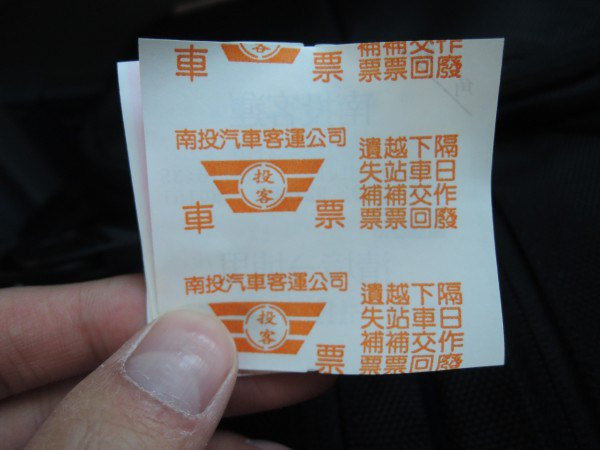 客
車票
作廢
交回
補票
補票
南投汽車客運公司
投客
車票
隔日作廢
下車交回
越站補票
遺失補票
南投汽車客運公司
投客
票
隔日作廢
下車交回
越站補票
遺失補票